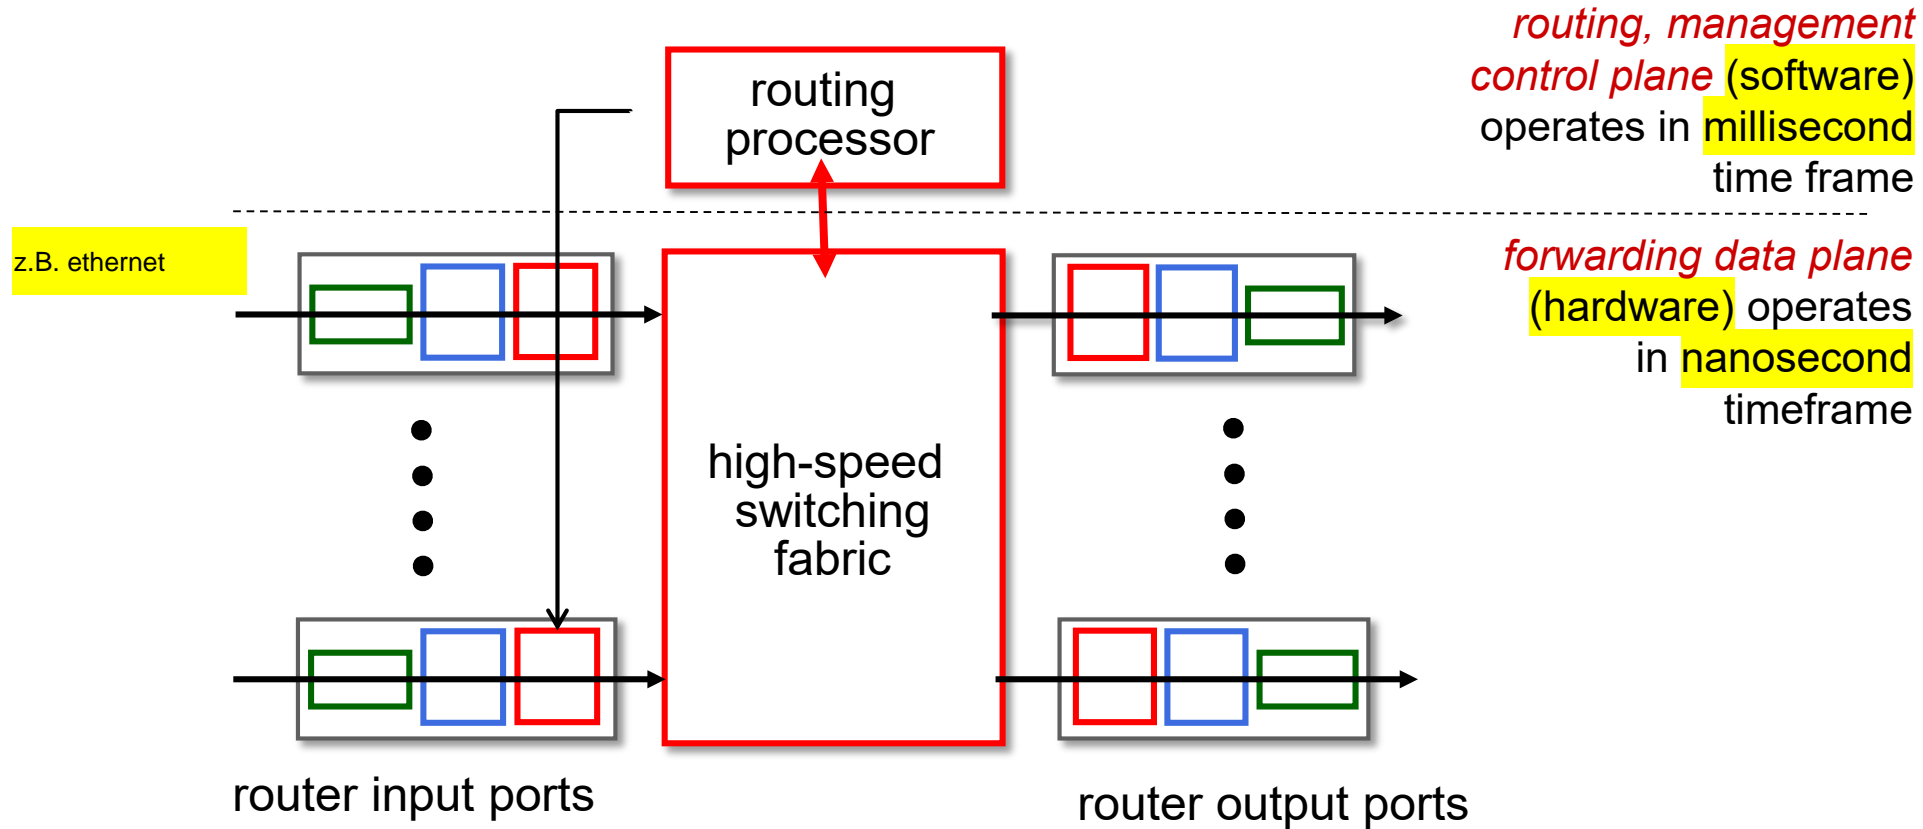 routing, management
control plane (software)
operates in millisecond
time frame
routing
processor
z.B. ethernet
forwarding data plane
(hardware) operates
in nanosecond
timeframe
high-speed
switching
fabric
router input ports
router output ports